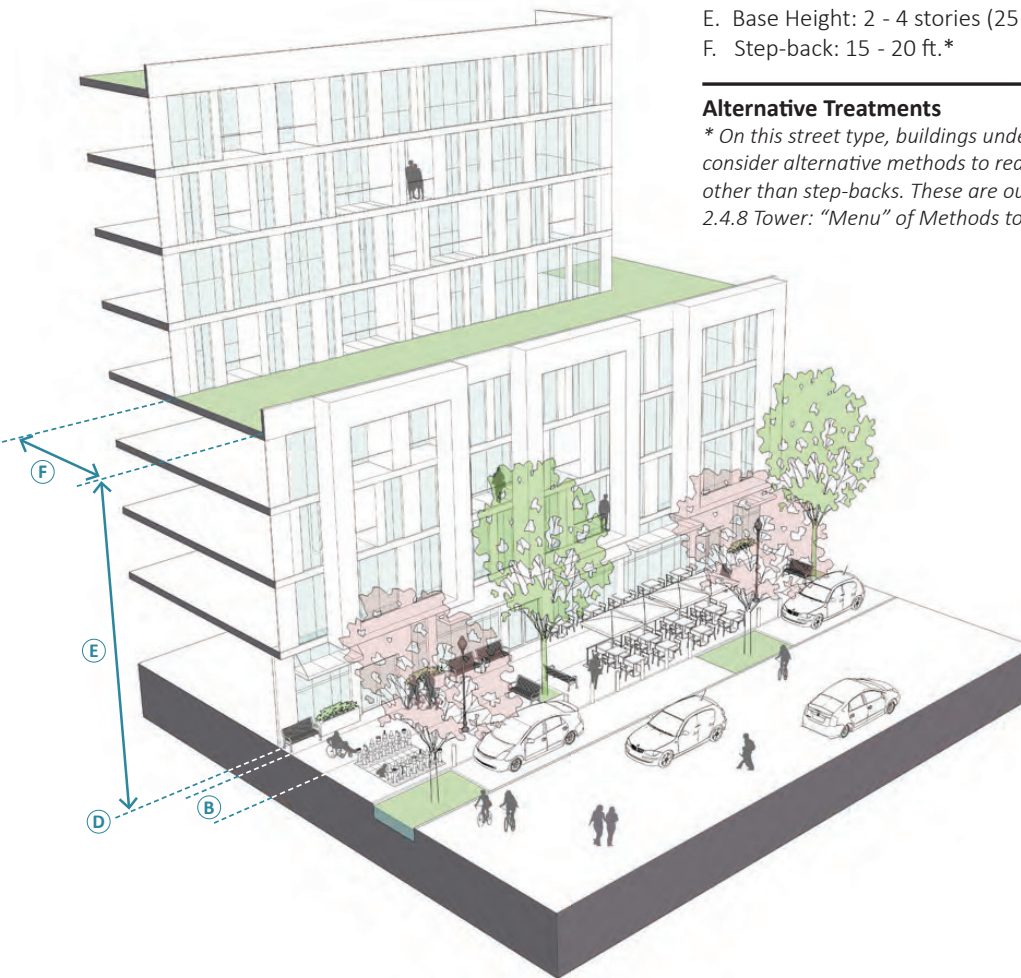 E. Base Height: 2 - 4 stories (25
F. Step-back: 15 - 20 ft.*
Alternative Treatments
* On this street type, buildings unde
consider alternative methods to red
other than step-backs. These are ou
2.4.8 Tower: “Menu” of Methods to
F
E
D
B